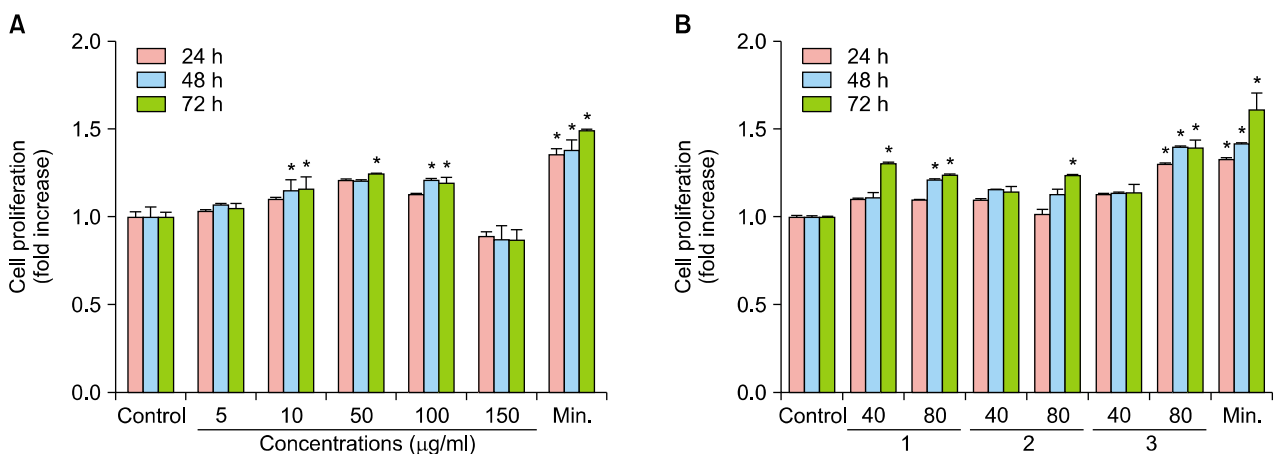 A
2.0
1.5
1.0
0.5
0.0
Cell proliferation
(fold increase)
24 h
48 h
72 h
* * * * * * * * *
Control 5 10 50 100 150 Min.
Concentrations (μg/ml)
B
2.0
1.5
1.0
0.5
0.0
Cell proliferation
(fold increase)
24 h
48 h
72 h
* * * * * * * * * *
Control 40 80 40 80 40 80 Min.
1 2 3